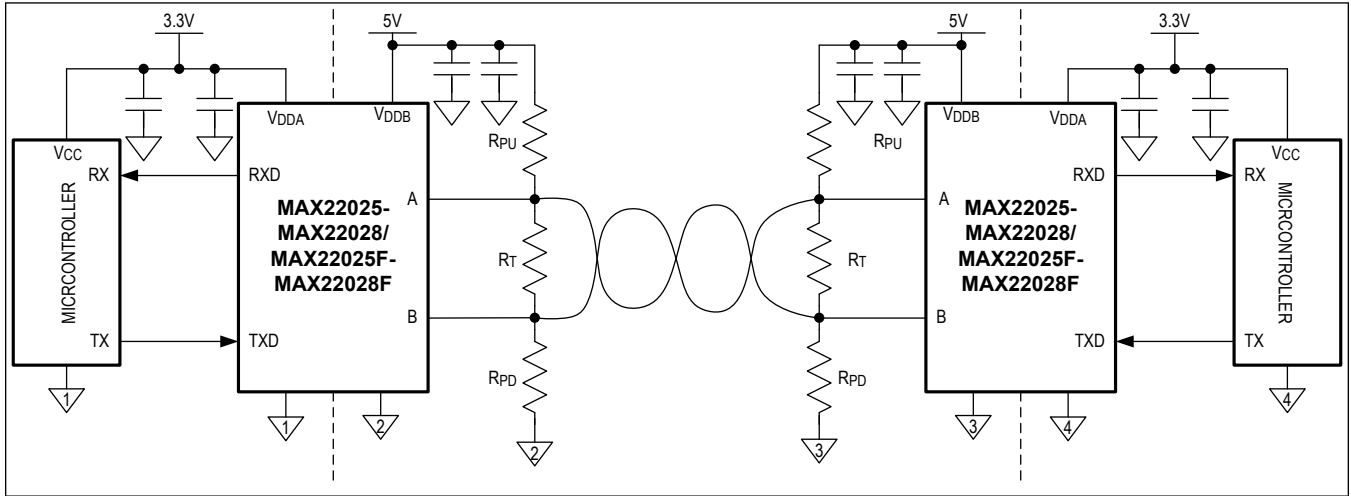 3.3V
5V
5V
3.3V
VDDA
VDDB
VDDB
VDDA
VCC
VCC
RPU
RPU
RX
RXD
RXD
RX
MICRCONTROLLER
MAX22025-
MAX22028/
MAX22025F-
MAX22028F
A
A
MAX22025-
MAX22028/
MAX22025F-
MAX22028F
MICRCONTROLLER
RT
RT
B
B
TX
TXD
TXD
TX
RPD
RPD
1
1
2
2
3
3
4
4